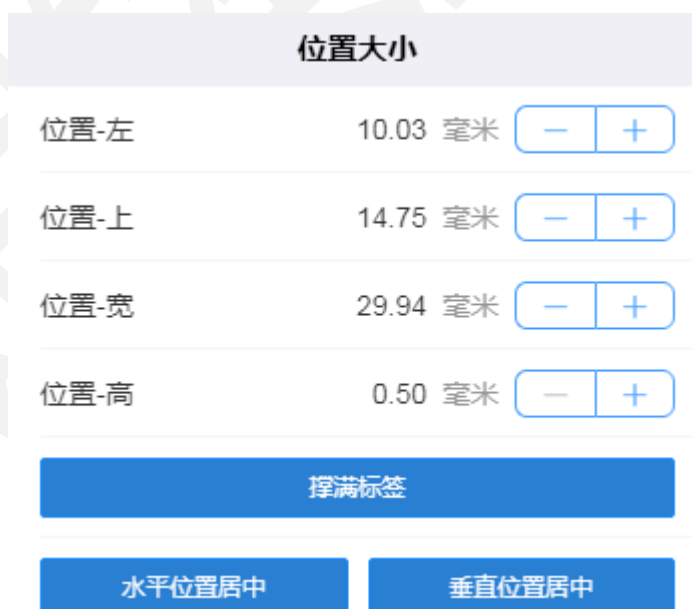 位置大小
位置-左 10.03 毫米 − +
位置-上 14.75 毫米 − +
位置-宽 29.94 毫米 − +
位置-高 0.50 毫米 − +
撑满标签
水平位置居中 垂直位置居中